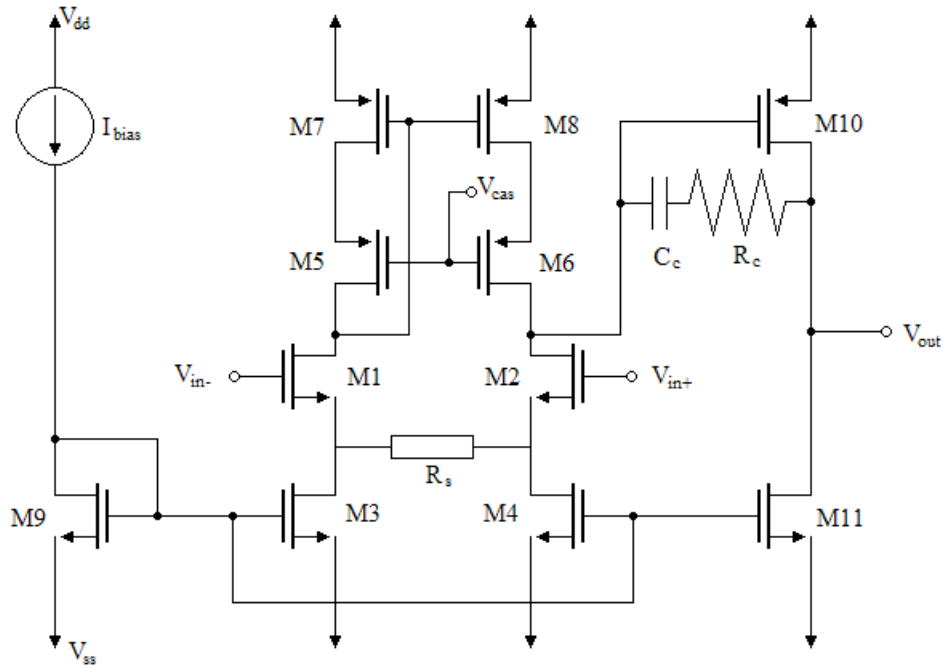 Vdd
Ibias
M7
M8
M10
Vcas
M5
M6
Cc
Rc
Vout
Vin-
M1
M2
Vin+
Rs
M9
M3
M4
M11
Vss